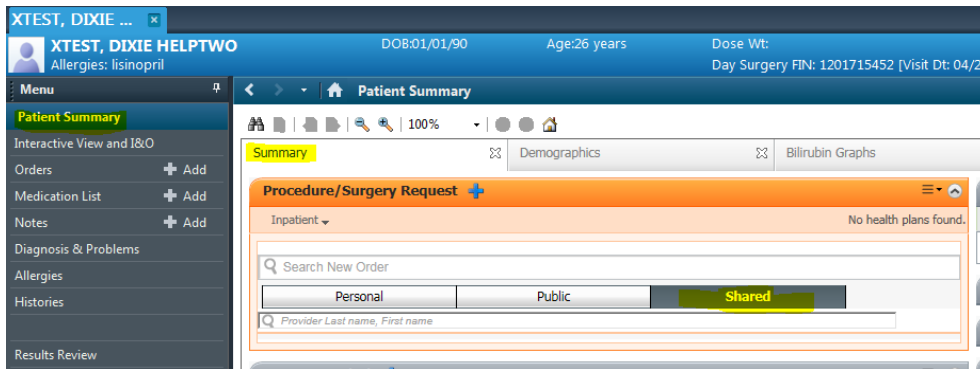 XTEST, DIXIE ...
XTEST, DIXIE HELPTWO DOB:01/01/90 Age:26 years Dose Wt:
Allergies: lisinopril Day Surgery FIN: 1201715452 [Visit Dt: 04/2
Menu Patient Summary
Patient Summary
100%
Interactive View and I&O
Summary Demographics Bilirubin Graphs
Orders Add
Procedure/Surgery Request
Medication List Add
Notes Add
Inpatient No health plans found.
Diagnosis & Problems
Search New Order
Allergies
Histories
Personal Public Shared
Provider Last name, First name
Results Review